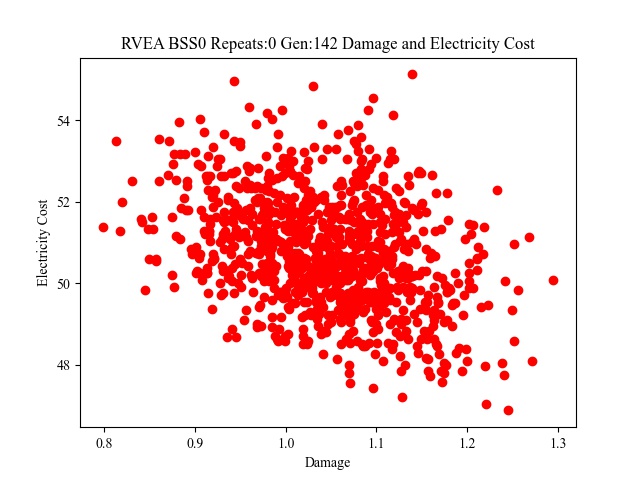 RVEA BSS0 Repeats:0 Gen:142 Damage and Electricity Cost
54
52
50
48
Electricity Cost
0.8 0.9 1.0 1.1 1.2 1.3
Damage